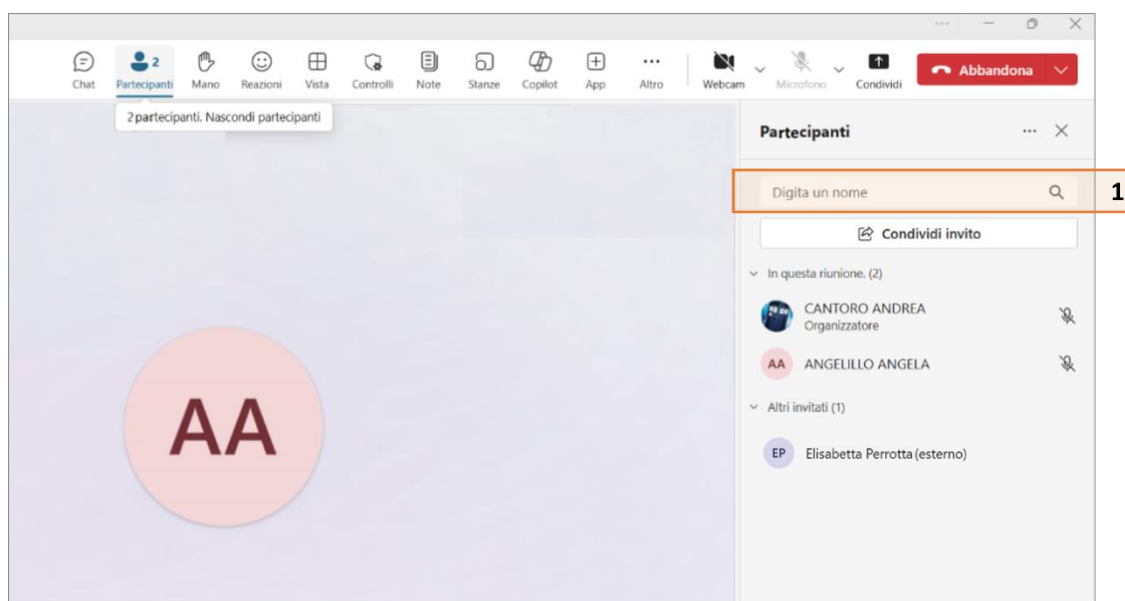 Chat
2
Partecipanti
Mano
Reazioni
Vista
Controlli
Note
Stanze
Copilot
App
Altro
Webcam
Microfono
Condividi
Abbandona
2 partecipanti. Nascondi partecipanti
Partecipanti
Digita un nome
1
Condividi invito
In questa riunione. (2)
CANTORO ANDREA
Organizzatore
AA ANGELILLO ANGELA
Altri invitati (1)
EP Elisabetta Perrotta (esterno)
AA